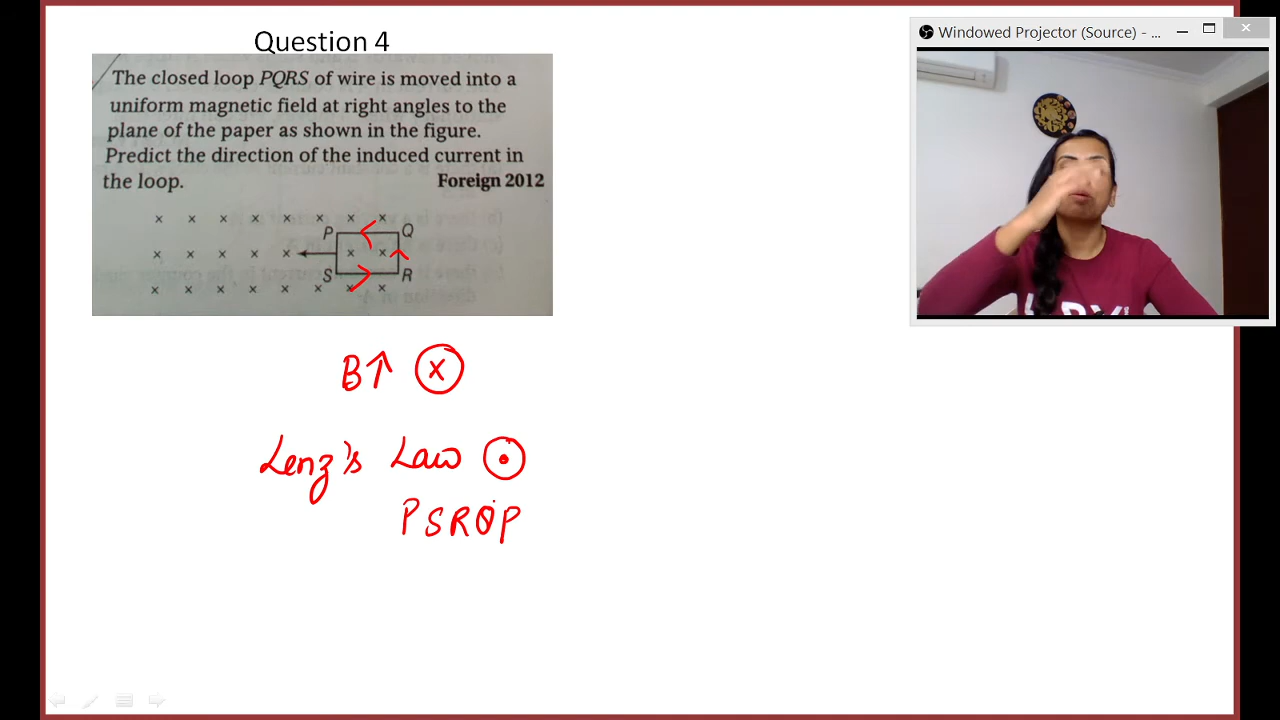 Question 4
Windowed Projector (Source) - ...
The closed loop PQRS of wire is moved into a
uniform magnetic field at right angles to the
plane of the paper as shown in the figure.
Predict the direction of the induced current in
the loop. Foreign 2012
× × × × × × × ×
P Q
× × × × × × ×
S R
× × × × × × × ×
B↑ ⓧ
Lenz's Law ⊙
PSRQP